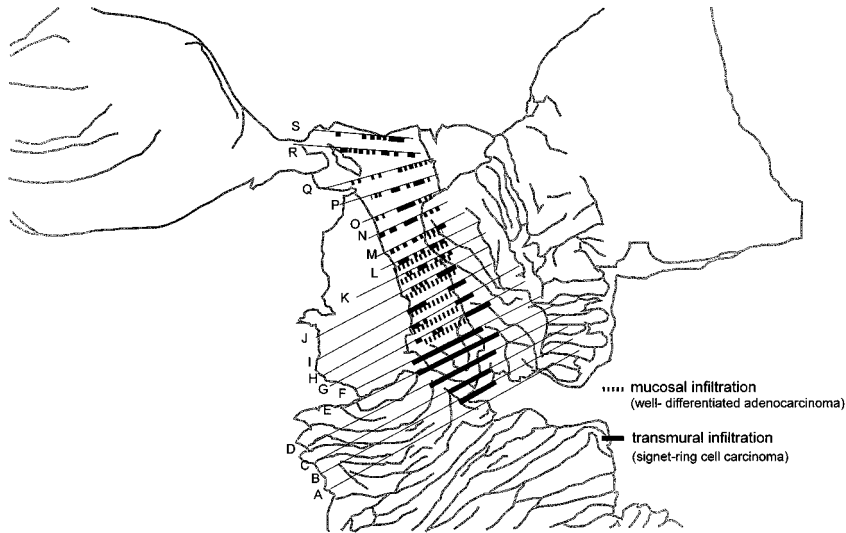 S
R
Q
P
O
N
M
L
K
J
I
H
G F
E
D
C
B
A
mucosal infiltration
(well- differentiated adenocarcinoma)
transmural infiltration
(signet-ring cell carcinoma)